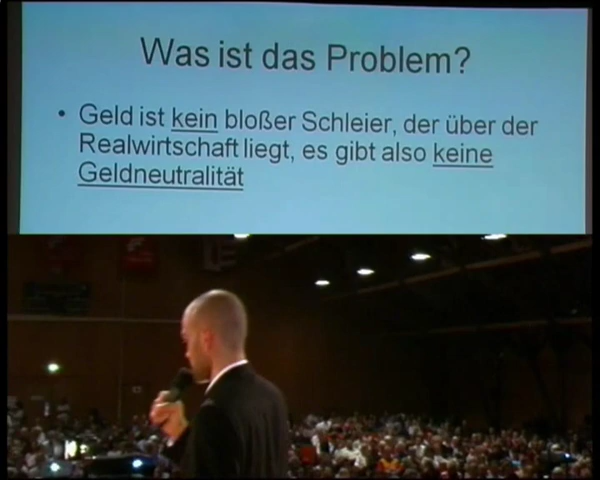 Was ist das Problem?
• Geld ist kein bloßer Schleier, der über der
Realwirtschaft liegt, es gibt also keine
Geldneutralität